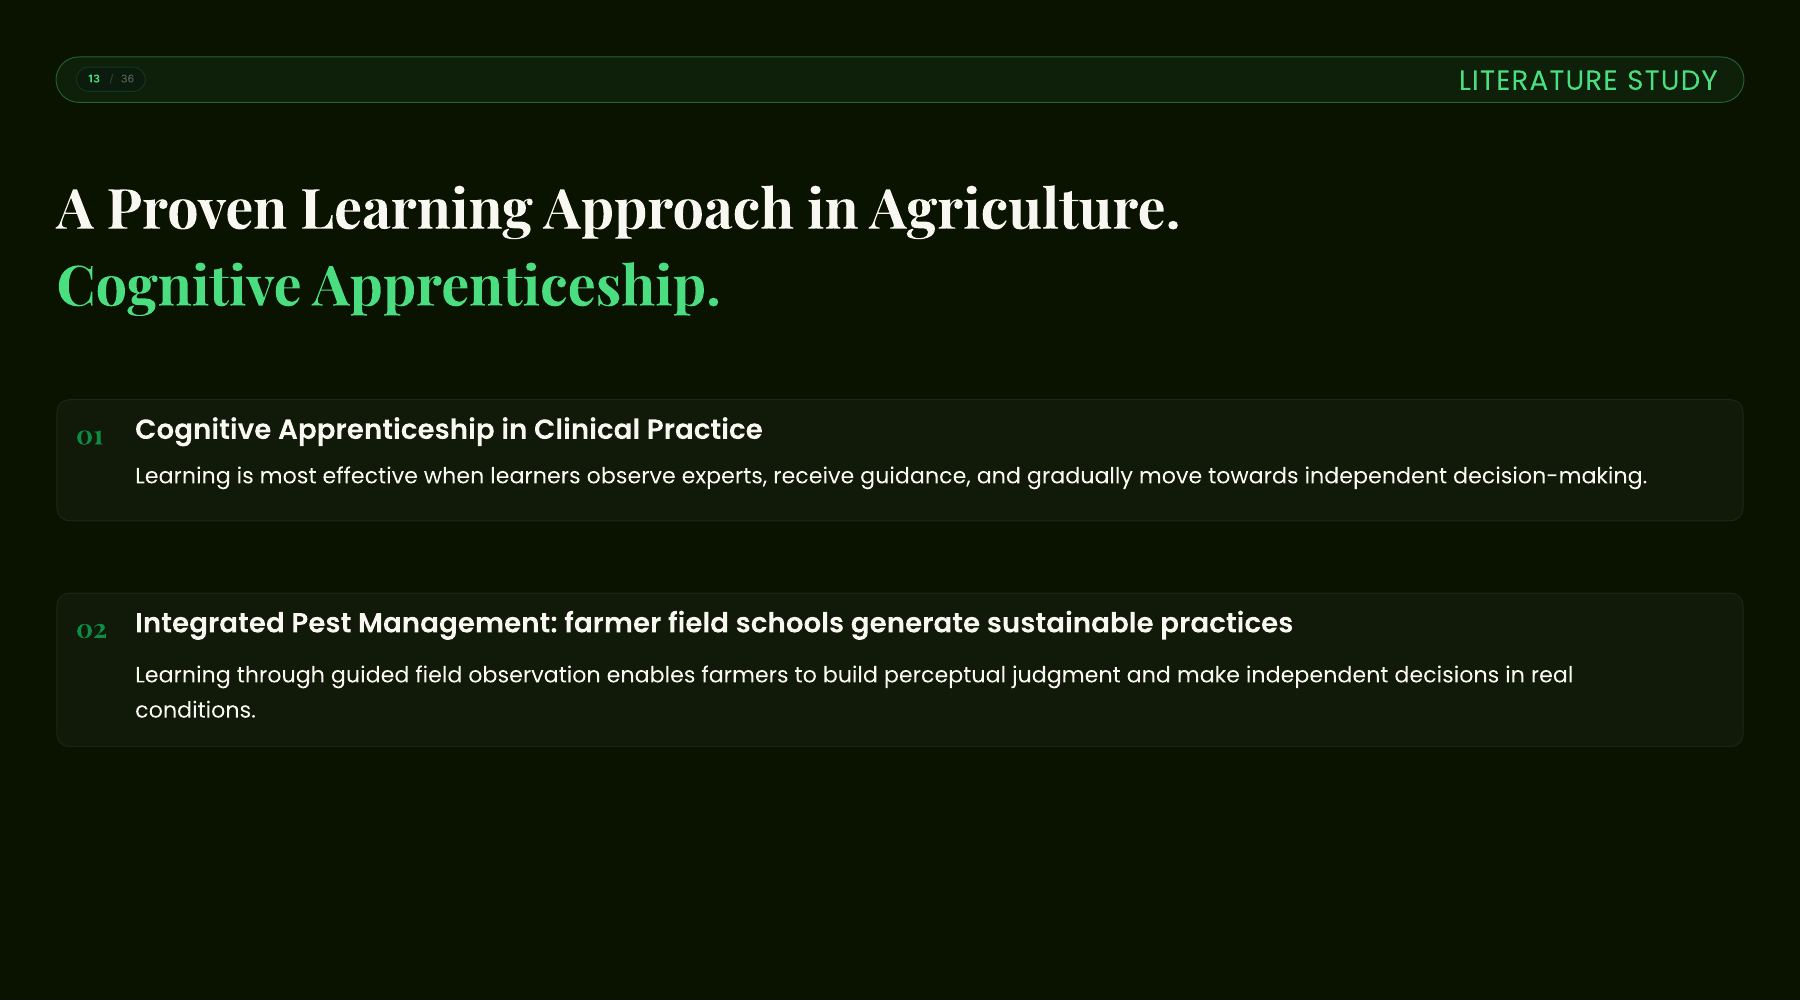 13 / 36
LITERATURE STUDY
A Proven Learning Approach in Agriculture.
Cognitive Apprenticeship.
01
Cognitive Apprenticeship in Clinical Practice
Learning is most effective when learners observe experts, receive guidance, and gradually move towards independent decision-making.
02
Integrated Pest Management: farmer field schools generate sustainable practices
Learning through guided field observation enables farmers to build perceptual judgment and make independent decisions in real
conditions.